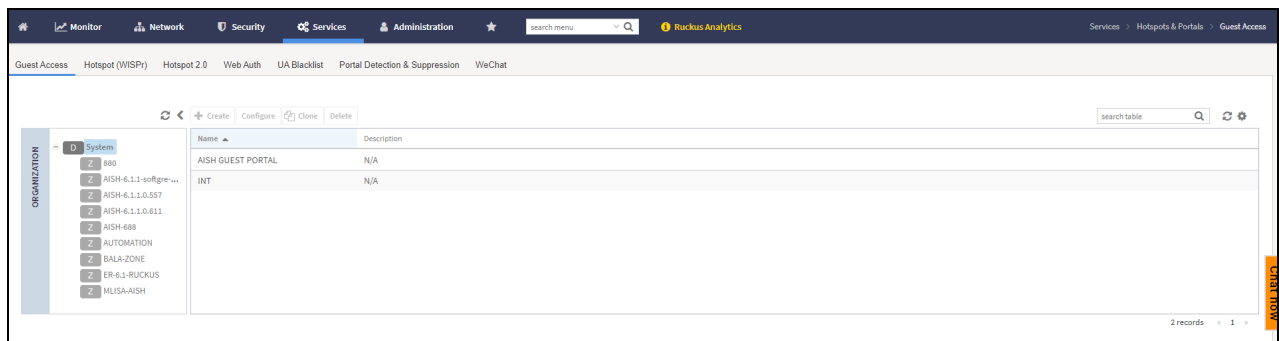 Monitor Network Security Services Administration search menu Ruckus Analytics Services > Hotspots & Portals > Guest Access
Guest Access Hotspot (WISPr) Hotspot 2.0 Web Auth UA Blacklist Portal Detection & Suppression WeChat
+ Create Configure Clone Delete search table
ORGANIZATION
D System
Z 880
Z AISH-6.1.1-softgre-...
Z AISH-6.1.1.0.557
Z AISH-6.1.1.0.611
Z AISH-688
Z AUTOMATION
Z BALA-ZONE
Z ER-6.1-RUCKUS
Z MLISA-AISH
Name Description
AISH GUEST PORTAL N/A
INT N/A
2 records « 1 »
Chat now